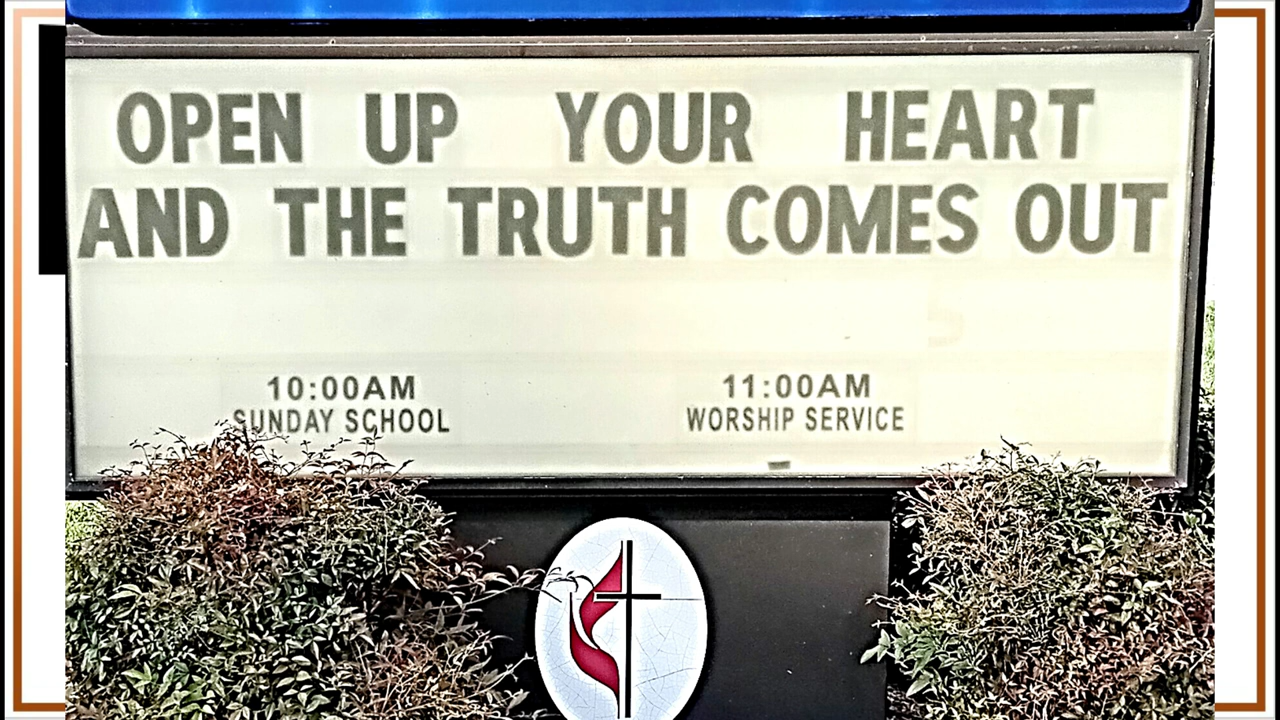 OPEN UP YOUR HEART
AND THE TRUTH COMES OUT
10:00AM
SUNDAY SCHOOL
11:00AM
WORSHIP SERVICE